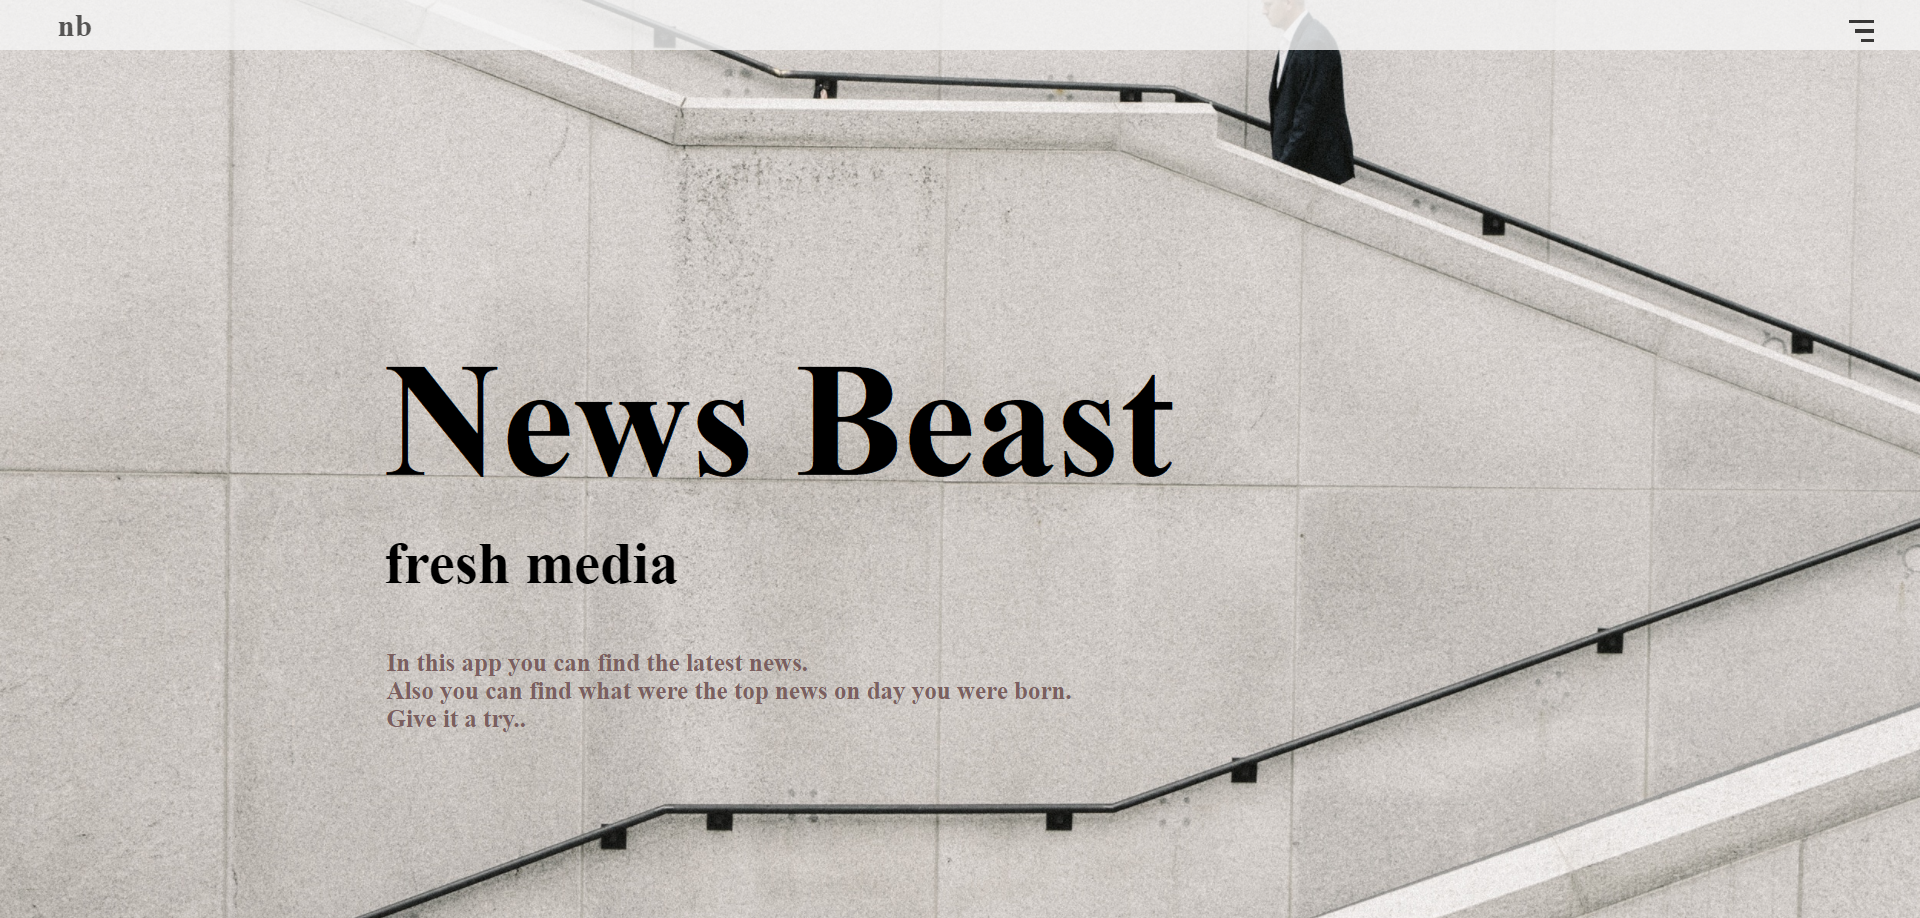 nb
News Beast
fresh media
In this app you can find the latest news.
Also you can find what were the top news on day you were born.
Give it a try..